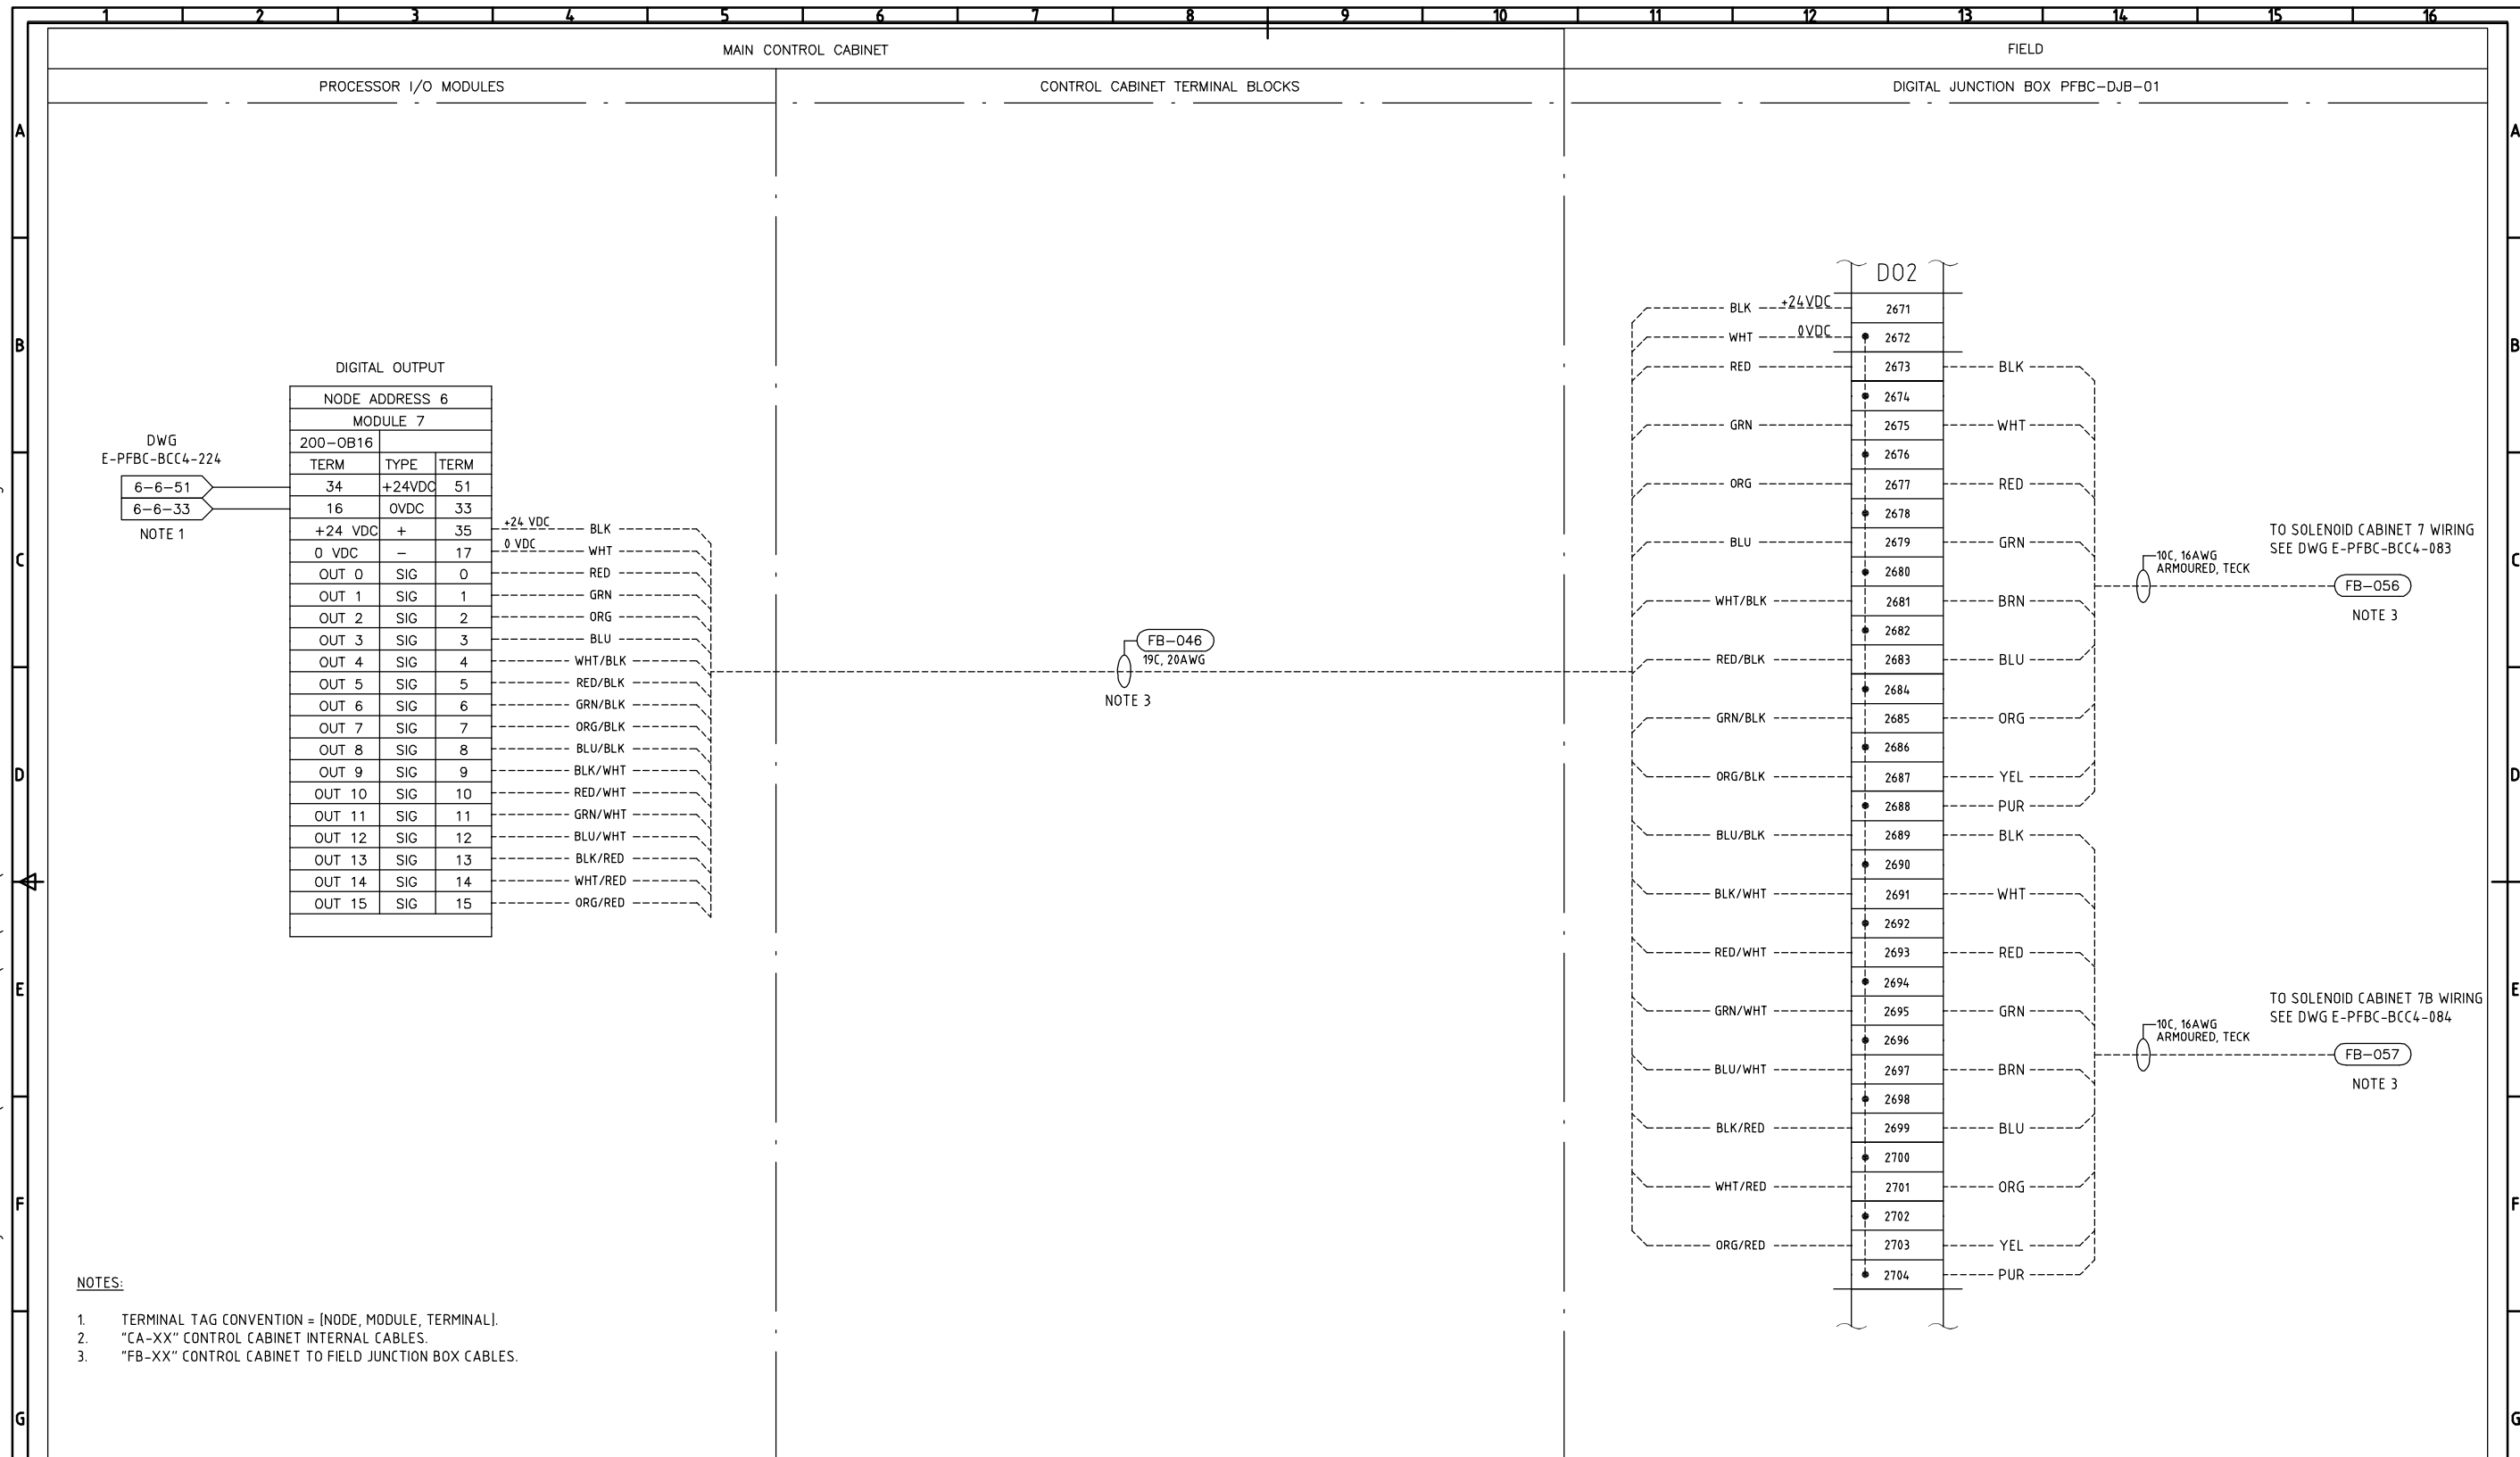 1 2 3 4 5 6 7 8 9 10 11 12 13 14 15 16
MAIN CONTROL CABINET
FIELD
PROCESSOR I/O MODULES
CONTROL CABINET TERMINAL BLOCKS
DIGITAL JUNCTION BOX PFBC-DJB-01
A A
B B
C C
D D
E E
F F
G G
DIGITAL OUTPUT
NODE ADDRESS 6
MODULE 7
200-OB16
TERM TYPE TERM
34 +24VDC 51
16 0VDC 33
+24 VDC + 35 +24 VDC BLK
0 VDC - 17 0 VDC WHT
OUT 0 SIG 0 RED
OUT 1 SIG 1 GRN
OUT 2 SIG 2 ORG
OUT 3 SIG 3 BLU
OUT 4 SIG 4 WHT/BLK
OUT 5 SIG 5 RED/BLK
OUT 6 SIG 6 GRN/BLK
OUT 7 SIG 7 ORG/BLK
OUT 8 SIG 8 BLU/BLK
OUT 9 SIG 9 BLK/WHT
OUT 10 SIG 10 RED/WHT
OUT 11 SIG 11 GRN/WHT
OUT 12 SIG 12 BLU/WHT
OUT 13 SIG 13 BLK/RED
OUT 14 SIG 14 WHT/RED
OUT 15 SIG 15 ORG/RED
DWG
E-PFBC-BCC4-224
6-6-51
6-6-33
NOTE 1
FB-046
19C, 20AWG
NOTE 3
DO2
BLK +24VDC 2671
WHT 0VDC 2672
RED 2673 BLK
2674
GRN 2675 WHT
2676
ORG 2677 RED
2678
BLU 2679 GRN
2680
WHT/BLK 2681 BRN
2682
RED/BLK 2683 BLU
2684
GRN/BLK 2685 ORG
2686
ORG/BLK 2687 YEL
2688 PUR
BLU/BLK 2689 BLK
2690
BLK/WHT 2691 WHT
2692
RED/WHT 2693 RED
2694
GRN/WHT 2695 GRN
2696
BLU/WHT 2697 BRN
2698
BLK/RED 2699 BLU
2700
WHT/RED 2701 ORG
2702
ORG/RED 2703 YEL
2704 PUR
10C, 16AWG
ARMOURED, TECK
TO SOLENOID CABINET 7 WIRING
SEE DWG E-PFBC-BCC4-083
FB-056
NOTE 3
10C, 16AWG
ARMOURED, TECK
TO SOLENOID CABINET 7B WIRING
SEE DWG E-PFBC-BCC4-084
FB-057
NOTE 3
NOTES:
1. TERMINAL TAG CONVENTION = [NODE, MODULE, TERMINAL].
2. "CA-XX" CONTROL CABINET INTERNAL CABLES.
3. "FB-XX" CONTROL CABINET TO FIELD JUNCTION BOX CABLES.